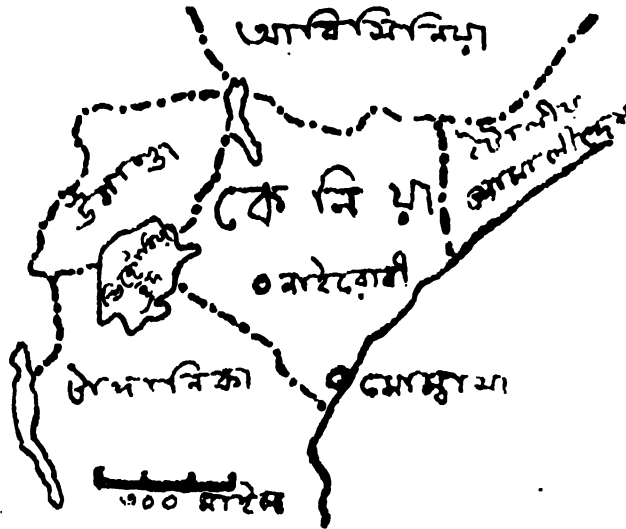 আবিসিনিয়া
উগাণ্ডা
ইটালীয়
সোমালীল্যাণ্ড
কেনিয়া
ভিক্টোরিয়া
নাইরোবী
টাঙ্গানিকা
মোম্বাসা
৩০০ মাইল